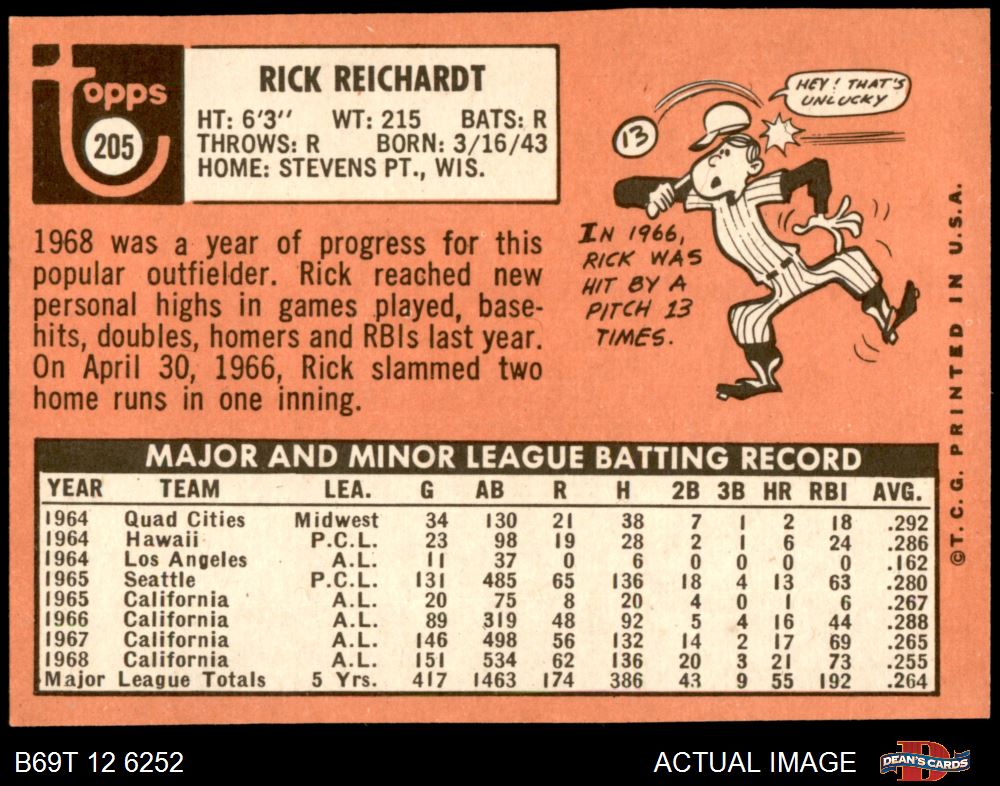 Topps
205
RICK REICHARDT
HT: 6'3'' WT: 215 BATS: R
THROWS: R BORN: 3/16/43
HOME: STEVENS PT., WIS.
1968 was a year of progress for this
popular outfielder. Rick reached new
personal highs in games played, base-
hits, doubles, homers and RBIs last year.
On April 30, 1966, Rick slammed two
home runs in one inning.
HEY! THAT'S
UNLUCKY
13
IN 1966,
RICK WAS
HIT BY A
PITCH 13
TIMES.
MAJOR AND MINOR LEAGUE BATTING RECORD
YEAR TEAM LEA. G AB R H 2B 3B HR RBI AVG.
1964 Quad Cities Midwest 34 130 21 38 7 1 2 18 .292
1964 Hawaii P.C.L. 23 98 19 28 2 1 6 24 .286
1964 Los Angeles A.L. 11 37 0 6 0 0 0 0 .162
1965 Seattle P.C.L. 131 485 65 136 18 4 13 63 .280
1965 California A.L. 20 75 8 20 4 0 1 6 .267
1966 California A.L. 89 319 48 92 5 4 16 44 .288
1967 California A.L. 146 498 56 132 14 2 17 69 .265
1968 California A.L. 151 534 62 136 20 3 21 73 .255
Major League Totals 5 Yrs. 417 1463 174 386 43 9 55 192 .264
©T. C. G. PRINTED IN U.S.A.
B69T 12 6252
ACTUAL IMAGE
D
DEAN'S CARDS